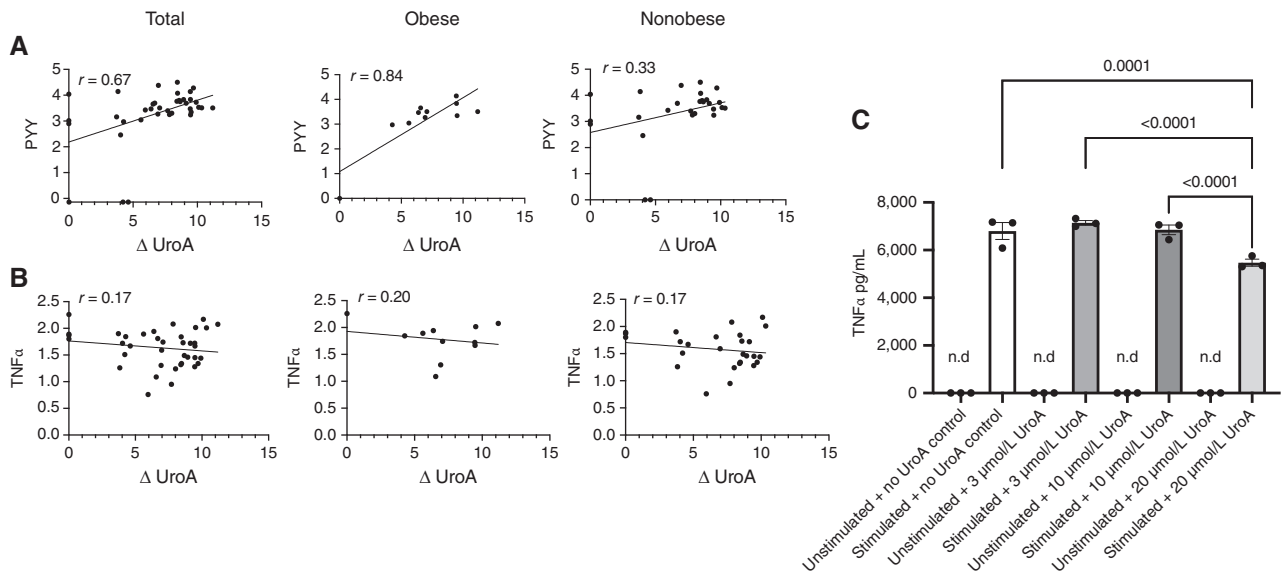 Total
Obese
Nonobese
A
r = 0.67
r = 0.84
r = 0.33
5
4
3
2
1
0
PYY
0
5
10
15
Δ UroA
5
4
3
2
1
0
PYY
5
10
15
Δ UroA
5
4
3
2
1
0
PYY
0
5
10
15
Δ UroA
B
r = 0.17
r = 0.20
r = 0.17
2.5
2.0
1.5
1.0
0.5
0.0
TNFα
0
5
10
15
Δ UroA
2.5
2.0
1.5
1.0
0.5
0.0
TNFα
0
5
10
15
Δ UroA
2.5
2.0
1.5
1.0
0.5
0.0
TNFα
0
5
10
15
Δ UroA
C
0.0001
<0.0001
<0.0001
8,000
6,000
4,000
2,000
0
TNFα pg/mL
n.d
n.d
n.d
n.d
Unstimulated + no UroA control
Stimulated + no UroA control
Unstimulated + 3 μmol/L UroA
Stimulated + 3 μmol/L UroA
Unstimulated + 10 μmol/L UroA
Stimulated + 10 μmol/L UroA
Unstimulated + 20 μmol/L UroA
Stimulated + 20 μmol/L UroA